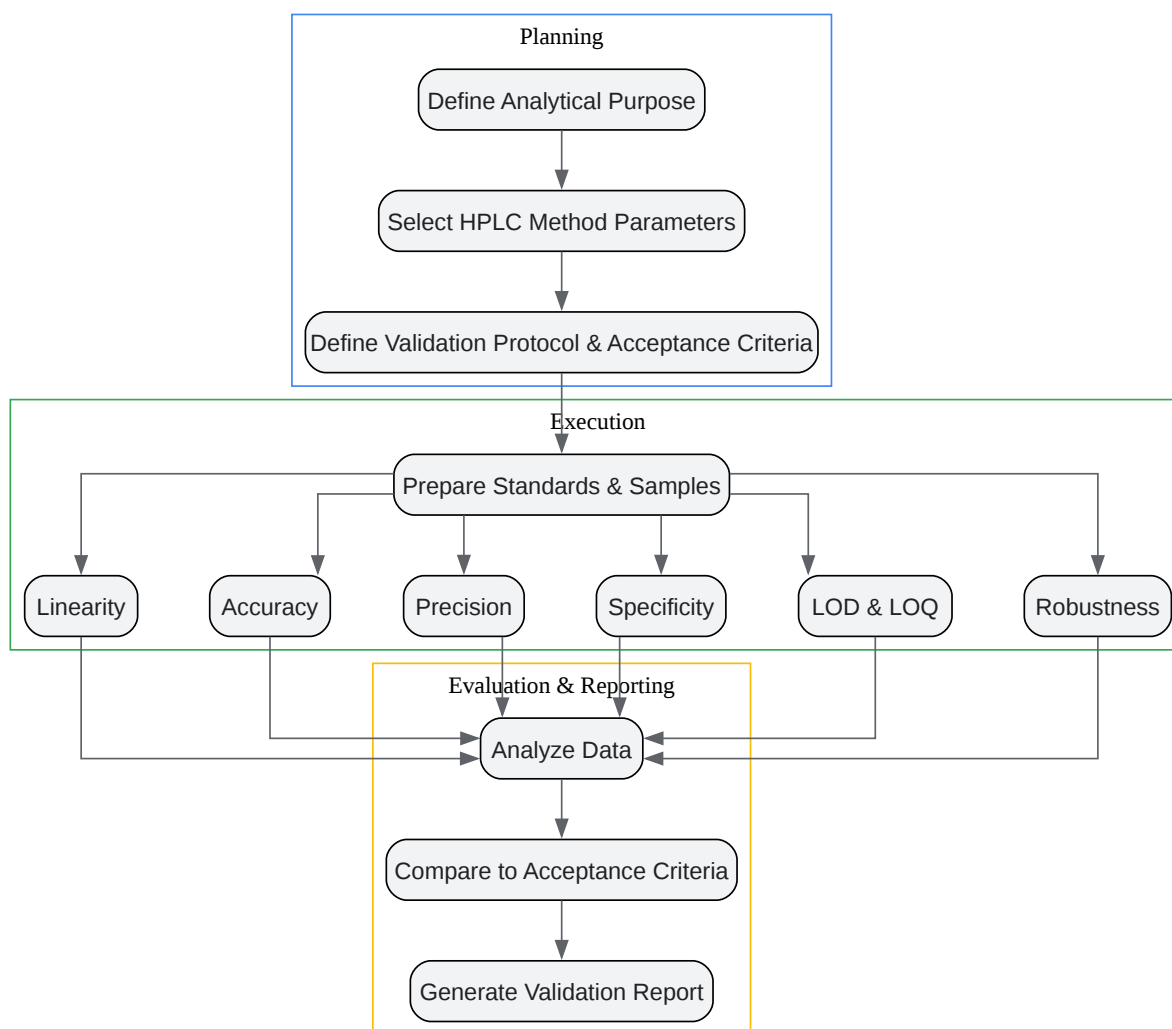 Planning
Define Analytical Purpose
Select HPLC Method Parameters
Define Validation Protocol & Acceptance Criteria
Execution
Prepare Standards & Samples
Linearity
Accuracy
Precision
Specificity
LOD & LOQ
Robustness
Evaluation & Reporting
Analyze Data
Compare to Acceptance Criteria
Generate Validation Report